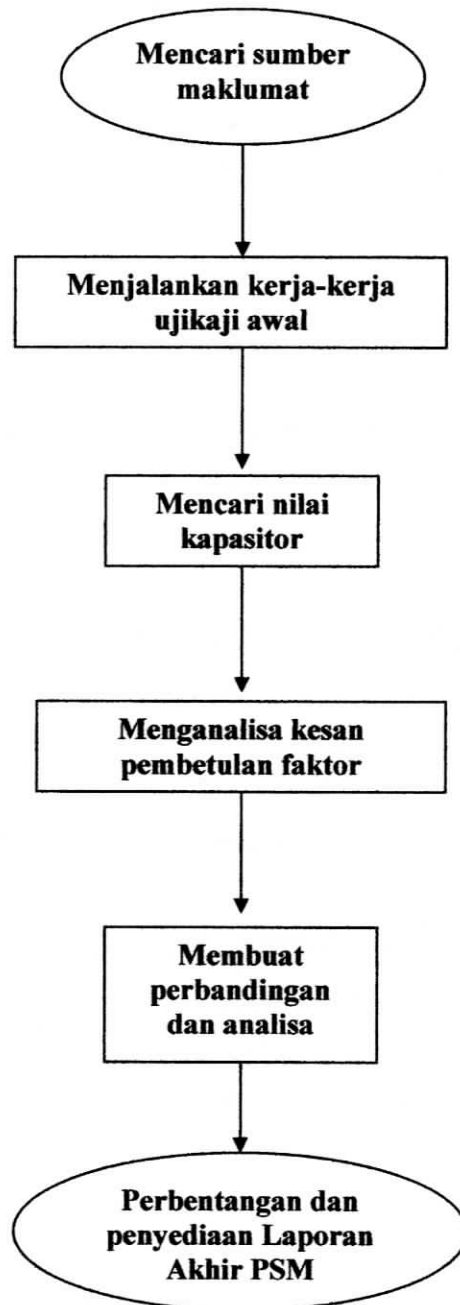 Mencari sumber
maklumat
Menjalankan kerja-kerja
ujikaji awal
Mencari nilai
kapasitor
Menganalisa kesan
pembetulan faktor
Membuat
perbandingan
dan analisa
Perbentangan dan
penyediaan Laporan
Akhir PSM